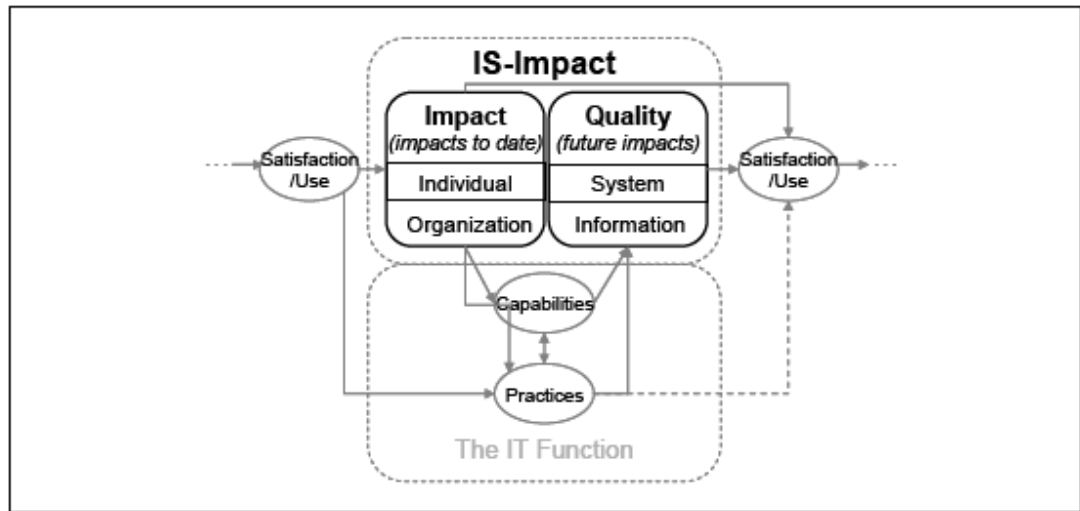 IS-Impact
Impact
(impacts to date)
Individual
Organization
Quality
(future impacts)
System
Information
Satisfaction
/Use
Satisfaction
/Use
Capabilities
Practices
The IT Function